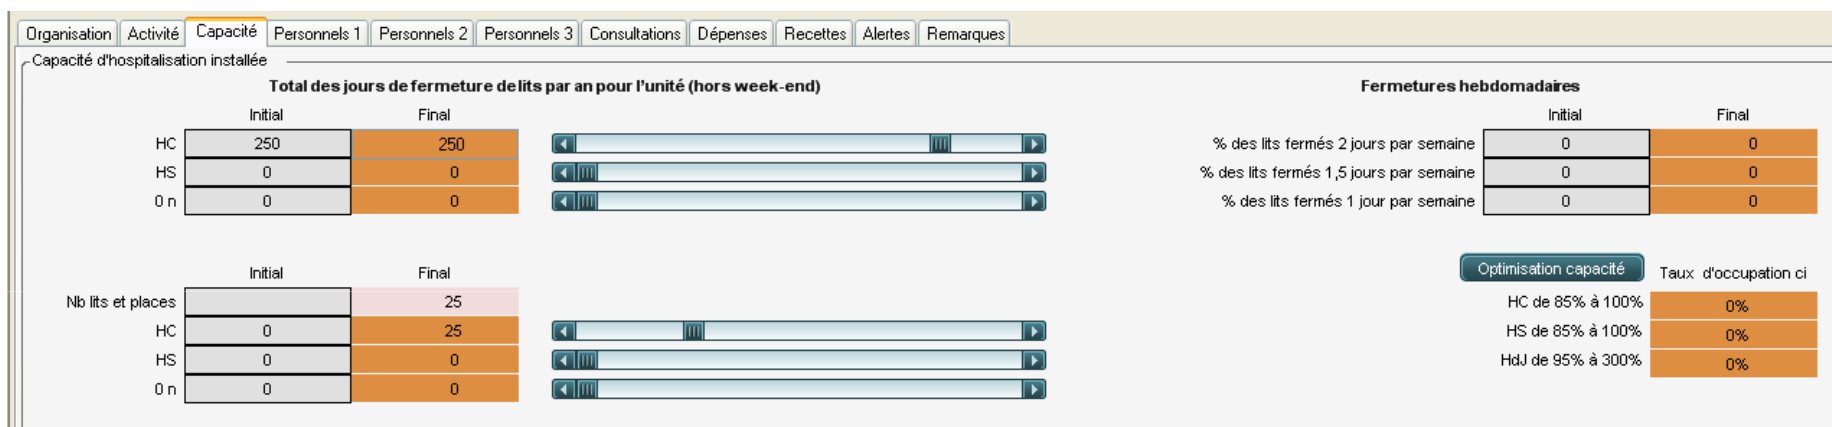 Organisation Activité Capacité Personnels 1 Personnels 2 Personnels 3 Consultations Dépenses Recettes Alertes Remarques
Capacité d'hospitalisation installée
Total des jours de fermeture de lits par an pour l'unité (hors week-end)
Initial Final
HC 250 250
HS 0 0
0 n 0 0
Initial Final
Nb lits et places 25
HC 0 25
HS 0 0
0 n 0 0
Fermetures hebdomadaires
Initial Final
% des lits fermés 2 jours par semaine 0 0
% des lits fermés 1,5 jours par semaine 0 0
% des lits fermés 1 jour par semaine 0 0
Optimisation capacité Taux d'occupation ci
HC de 85% à 100% 0%
HS de 85% à 100% 0%
HdJ de 95% à 300% 0%